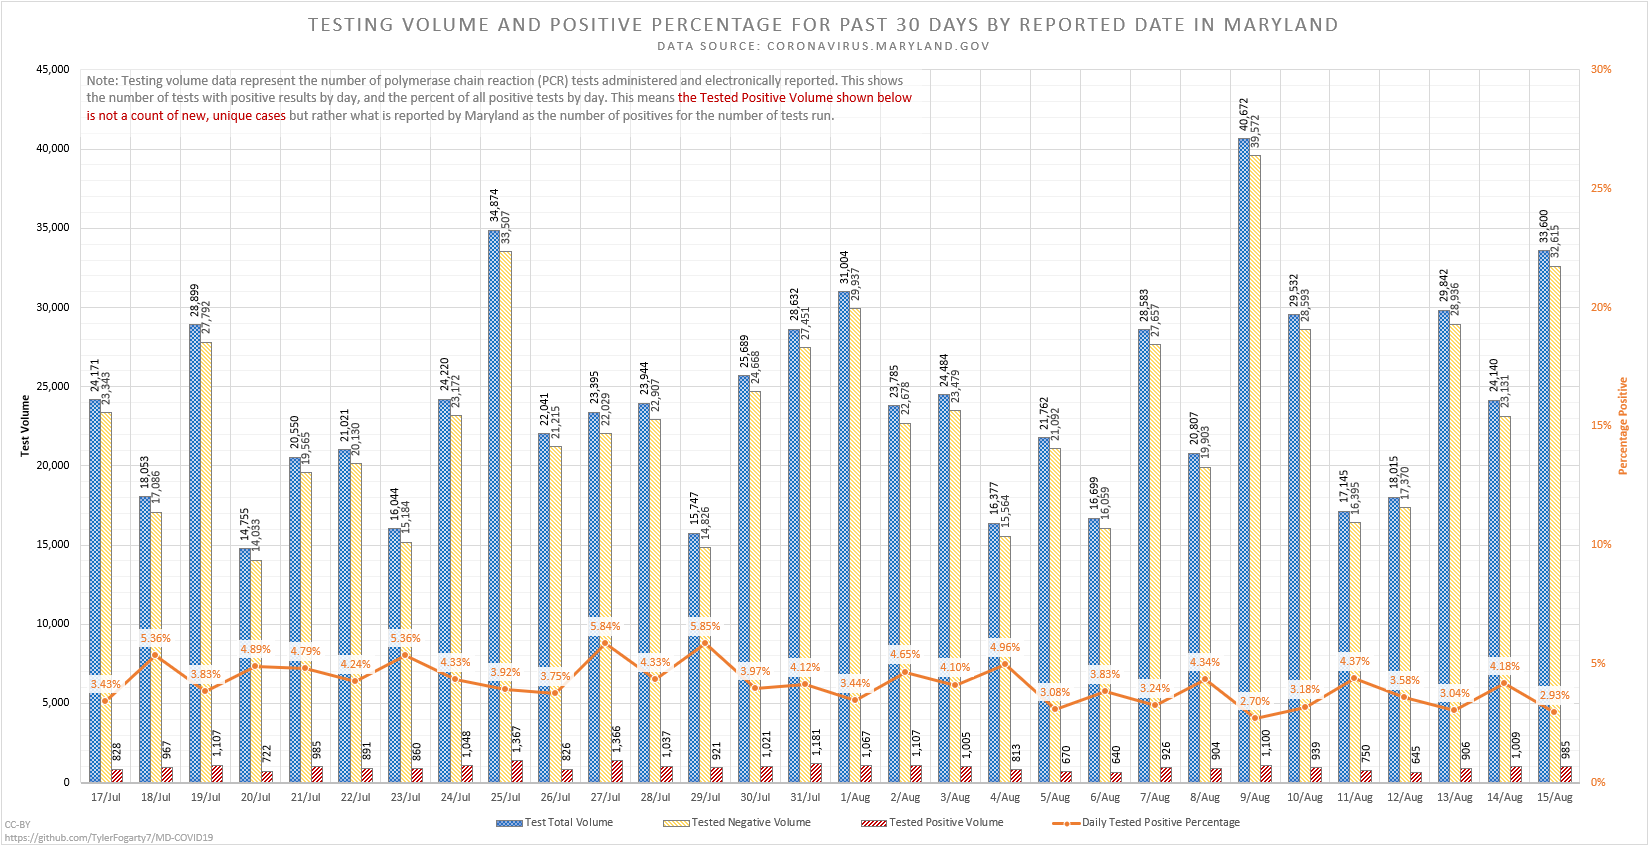 TESTING VOLUME AND POSITIVE PERCENTAGE FOR PAST 30 DAYS BY REPORTED DATE IN MARYLAND
DATA SOURCE: CORONAVIRUS.MARYLAND.GOV
Note: Testing volume data represent the number of polymerase chain reaction (PCR) tests administered and electronically reported. This shows
the number of tests with positive results by day, and the percent of all positive tests by day. This means the Tested Positive Volume shown below
is not a count of new, unique cases but rather what is reported by Maryland as the number of positives for the number of tests run.
45,000
40,000
35,000
30,000
25,000
20,000
15,000
10,000
5,000
0
Test Volume
30%
25%
20%
15%
10%
5%
0%
Percentage Positive
24,171 23,343 3.43% 828
18,053 17,086 5.36% 967
28,899 27,792 3.83% 1,107
14,755 14,033 4.89% 722
20,550 19,565 4.79% 985
21,021 20,130 4.24% 891
16,044 15,184 5.36% 860
24,220 23,172 4.33% 1,048
34,874 33,507 3.92% 1,367
22,041 21,215 3.75% 826
23,395 22,029 5.84% 1,366
23,944 22,907 4.33% 1,037
15,747 14,826 5.85% 921
25,689 24,668 3.97% 1,021
28,632 27,451 4.12% 1,181
31,004 29,937 3.44% 1,067
23,785 22,678 4.65% 1,107
24,484 23,479 4.10% 1,005
16,377 15,564 4.96% 813
21,762 21,092 3.08% 670
16,699 16,059 3.83% 640
28,583 27,657 3.24% 926
20,807 19,903 4.34% 904
40,672 39,572 2.70% 1,100
29,532 28,593 3.18% 939
17,145 16,395 4.37% 750
18,015 17,370 3.58% 645
29,842 28,936 3.04% 906
24,140 23,131 4.18% 1,009
33,600 32,615 2.93% 985
17/Jul 18/Jul 19/Jul 20/Jul 21/Jul 22/Jul 23/Jul 24/Jul 25/Jul 26/Jul 27/Jul 28/Jul 29/Jul 30/Jul 31/Jul 1/Aug 2/Aug 3/Aug 4/Aug 5/Aug 6/Aug 7/Aug 8/Aug 9/Aug 10/Aug 11/Aug 12/Aug 13/Aug 14/Aug 15/Aug
Test Total Volume Tested Negative Volume Tested Positive Volume Daily Tested Positive Percentage
CC-BY
https://github.com/TylerFogarty7/MD-COVID19